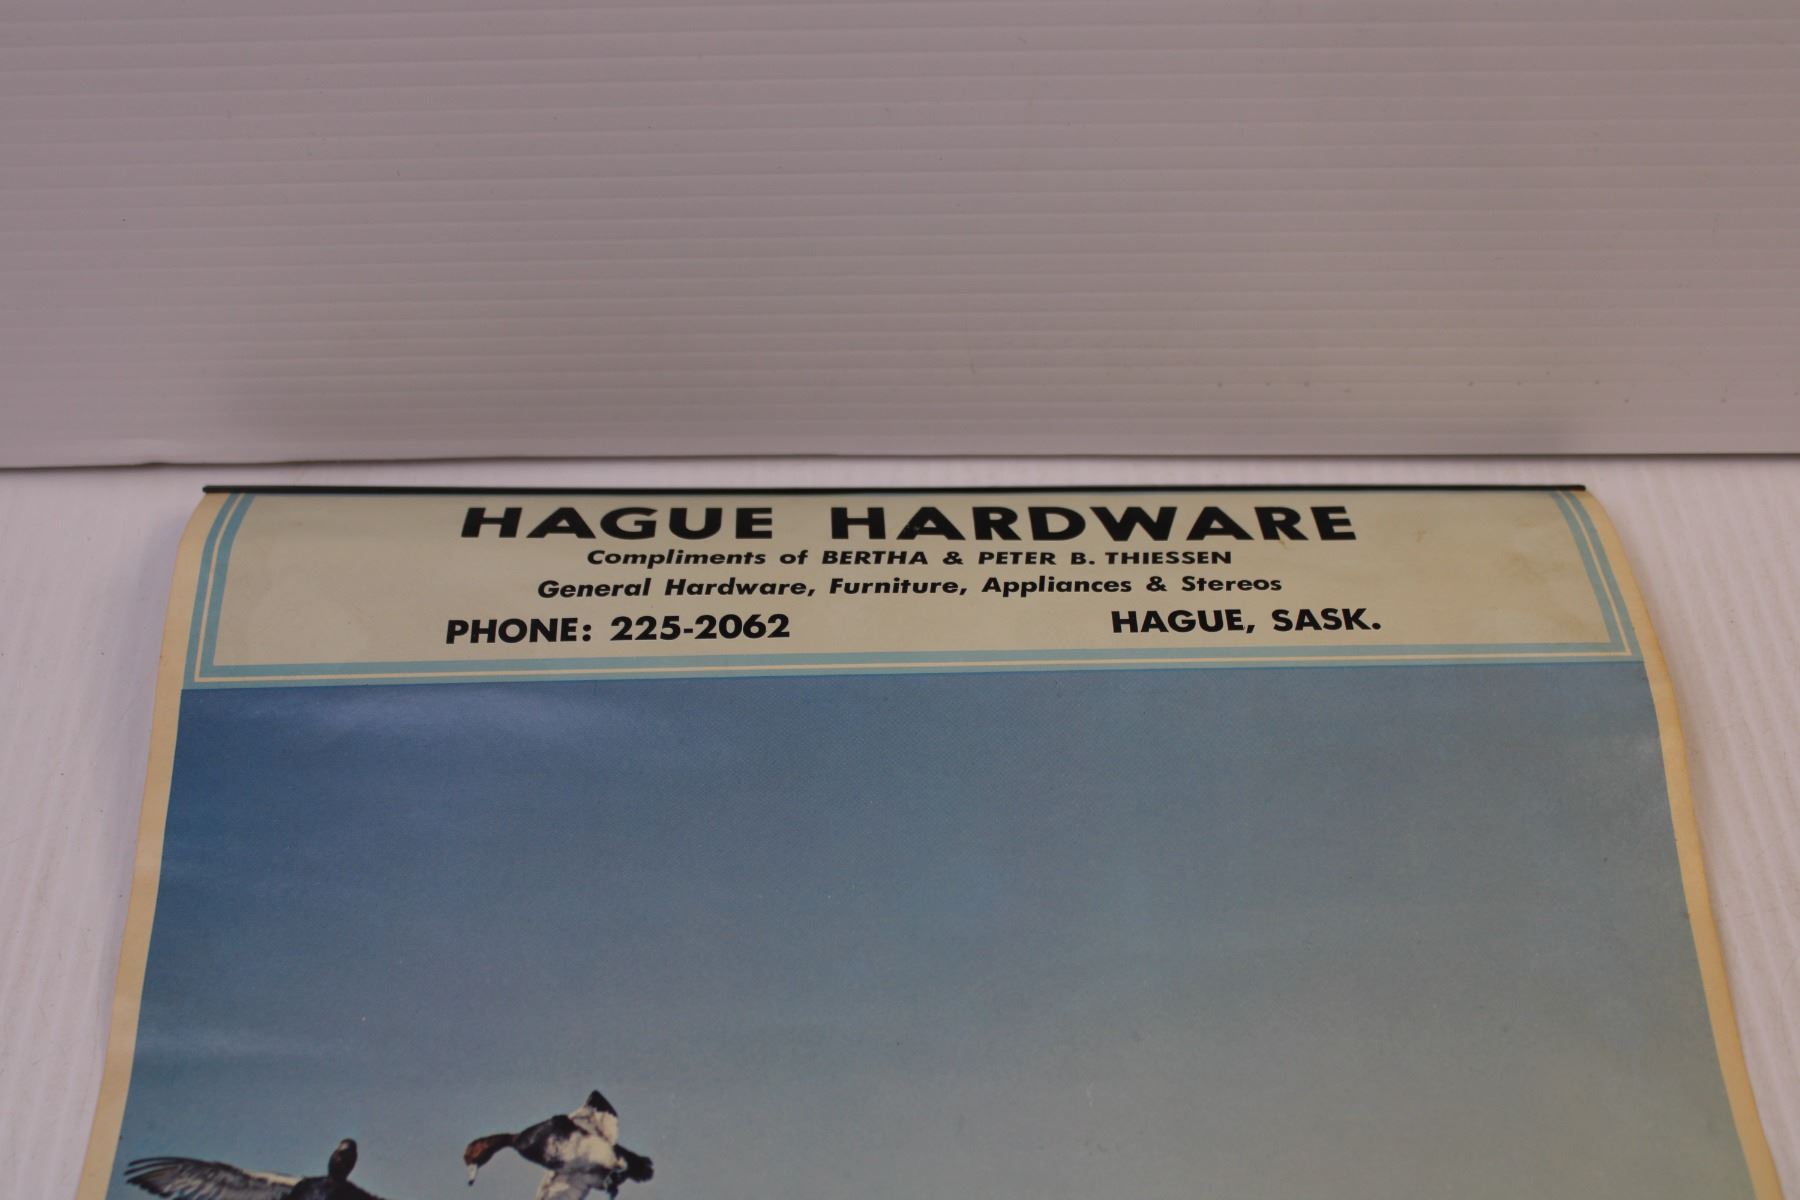 HAGUE HARDWARE
Compliments of BERTHA & PETER B. THIESSEN
General Hardware, Furniture, Appliances & Stereos
PHONE: 225-2062 HAGUE, SASK.